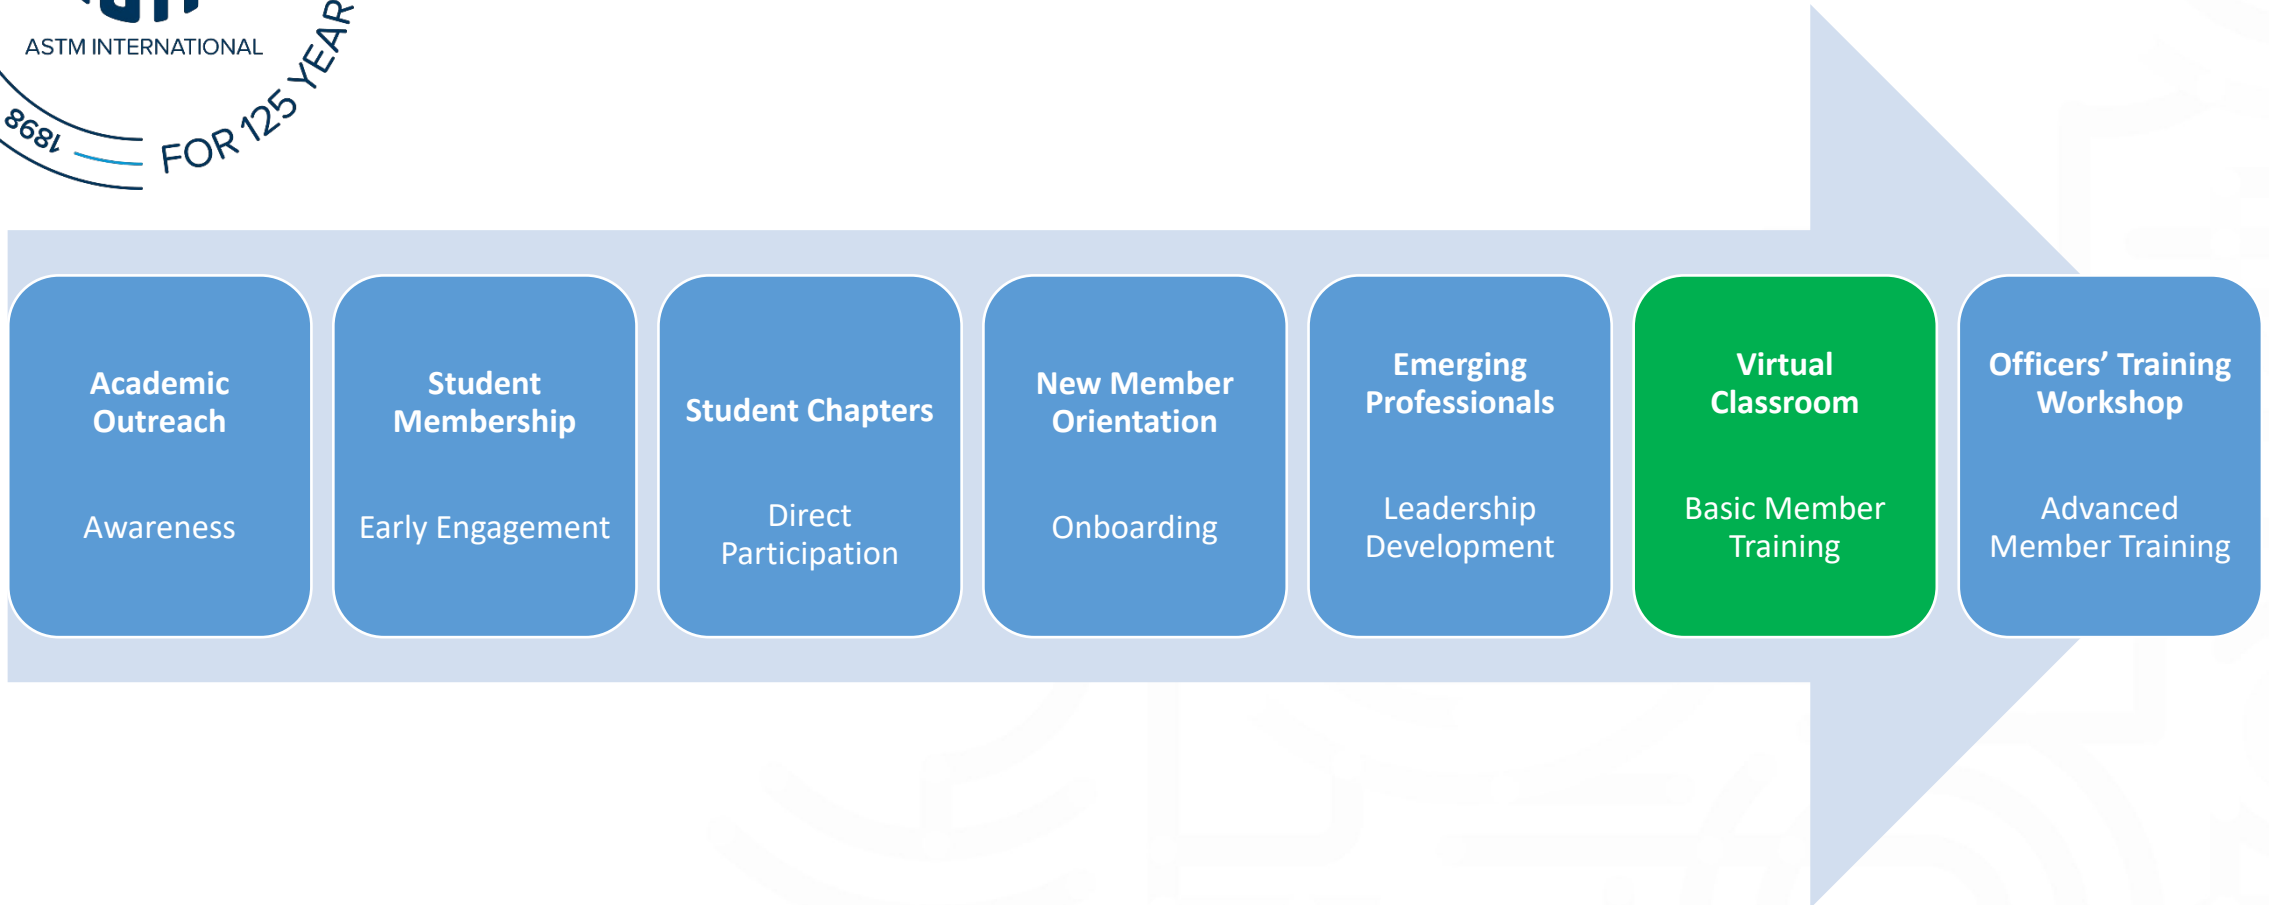 ASTM INTERNATIONAL
1898
FOR 125 YEAR
Academic
Outreach
Awareness
Student
Membership
Early Engagement
Student Chapters
Direct
Participation
New Member
Orientation
Onboarding
Emerging
Professionals
Leadership
Development
Virtual
Classroom
Basic Member
Training
Officers’ Training
Workshop
Advanced
Member Training